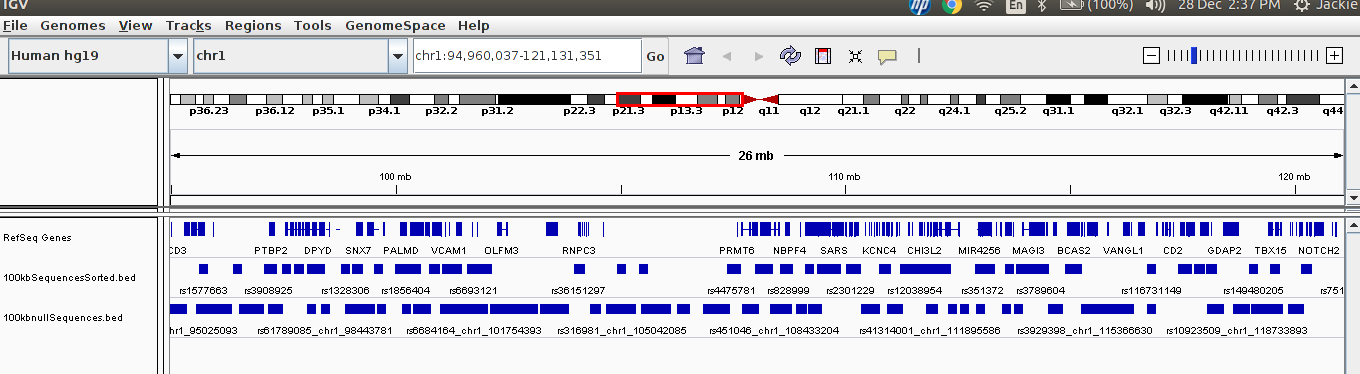 IGV
hp En (100%) 28 Dec 2:37 PM Jackie
File Genomes View Tracks Regions Tools GenomeSpace Help
Human hg19 chr1 chr1:94,960,037-121,131,351 Go
p36.23 p36.12 p35.1 p34.1 p32.2 p31.2 p22.3 p21.3 p13.3 p12 q11 q12 q21.1 q22 q24.1 q25.2 q31.1 q32.1 q32.3 q42.11 q42.3 q44
26 mb
100 mb 110 mb 120 mb
RefSeq Genes
CD3 PTBP2 DPYD SNX7 PALMD VCAM1 OLFM3 RNPC3 PRMT6 NBPF4 SARS KCNC4 CHI3L2 MIR4256 MAGI3 BCAS2 VANGL1 CD2 GDAP2 TBX15 NOTCH2
100kbSequencesSorted.bed
rs1577663 rs3908925 rs1328306 rs1856404 rs6693121 rs36151297 rs4475781 rs828999 rs2301229 rs12038954 rs351372 rs3789604 rs116731149 rs149480205 rs751
100kbnullSequences.bed
chr1_95025093 rs61789085_chr1_98443781 rs6684164_chr1_101754393 rs316981_chr1_105042085 rs451046_chr1_108433204 rs41314001_chr1_111895586 rs3929398_chr1_115366630 rs10923509_chr1_118733893